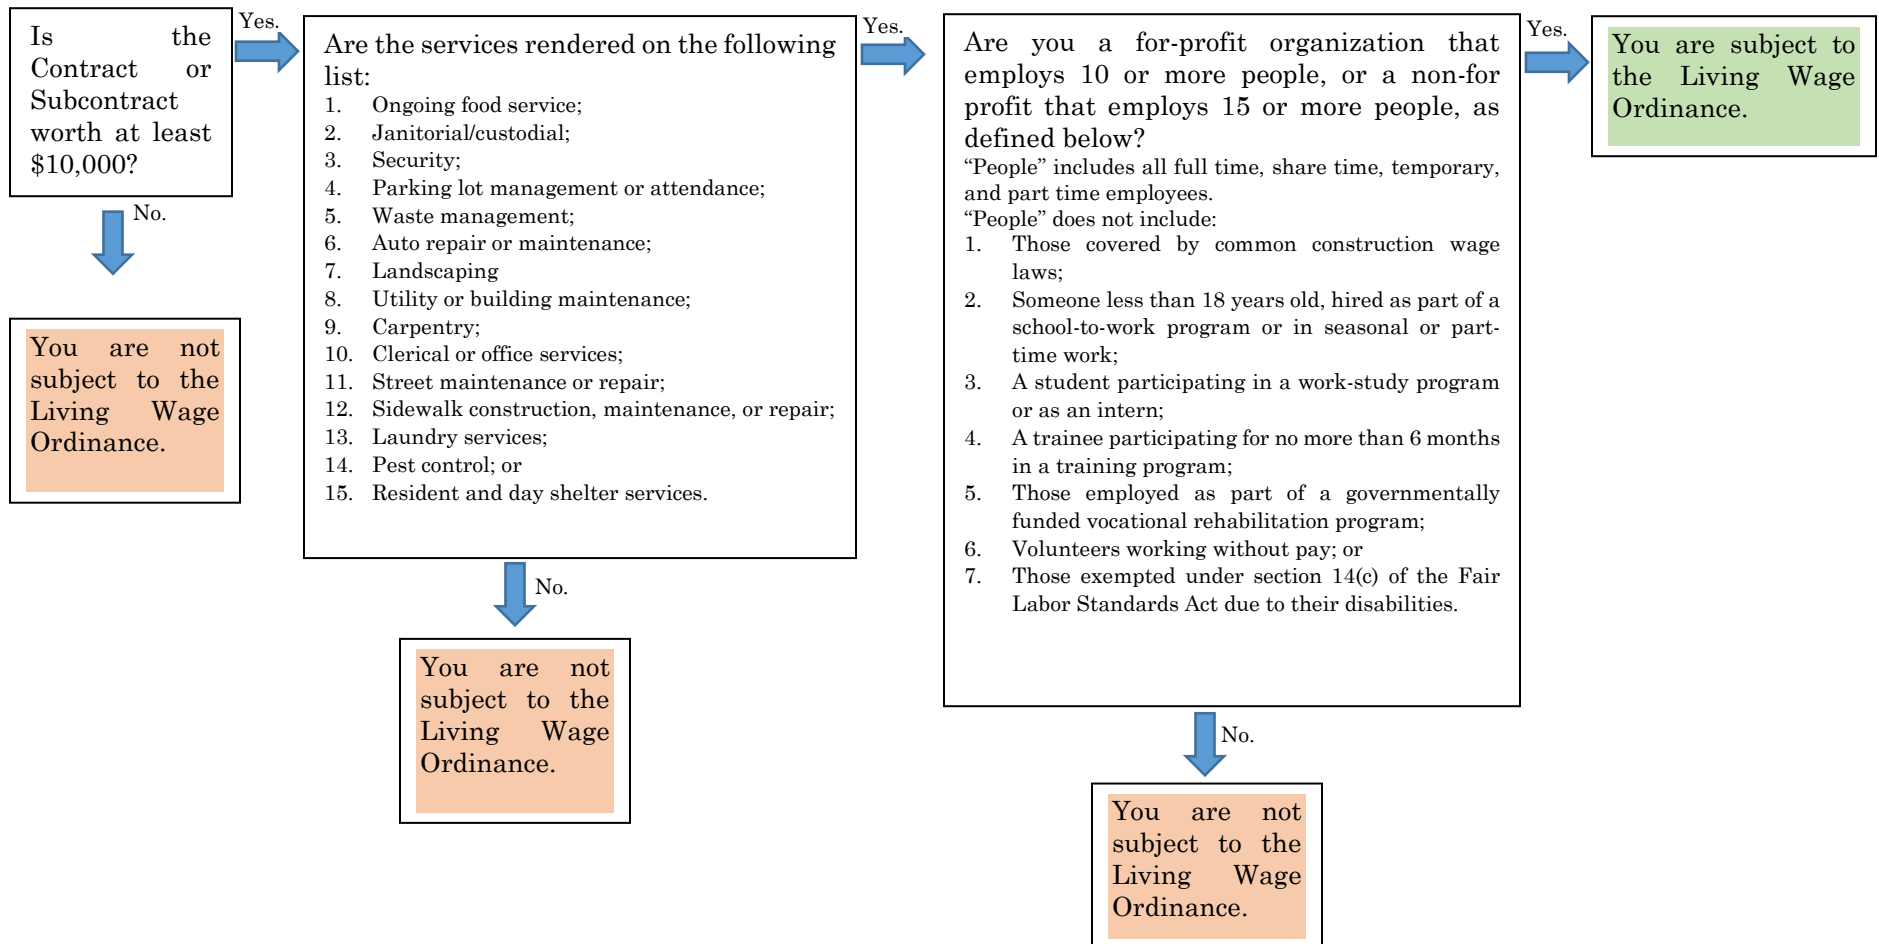 Is the
Contract or
Subcontract
worth at least
$10,000?
Yes.
No.
You are not
subject to the
Living Wage
Ordinance.
Are the services rendered on the following
list:
1. Ongoing food service;
2. Janitorial/custodial;
3. Security;
4. Parking lot management or attendance;
5. Waste management;
6. Auto repair or maintenance;
7. Landscaping
8. Utility or building maintenance;
9. Carpentry;
10. Clerical or office services;
11. Street maintenance or repair;
12. Sidewalk construction, maintenance, or repair;
13. Laundry services;
14. Pest control; or
15. Resident and day shelter services.
Yes.
No.
You are not
subject to the
Living Wage
Ordinance.
Are you a for-profit organization that
employs 10 or more people, or a non-for
profit that employs 15 or more people, as
defined below?
“People” includes all full time, share time, temporary,
and part time employees.
“People” does not include:
1. Those covered by common construction wage
laws;
2. Someone less than 18 years old, hired as part of a
school-to-work program or in seasonal or part-
time work;
3. A student participating in a work-study program
or as an intern;
4. A trainee participating for no more than 6 months
in a training program;
5. Those employed as part of a governmentally
funded vocational rehabilitation program;
6. Volunteers working without pay; or
7. Those exempted under section 14(c) of the Fair
Labor Standards Act due to their disabilities.
Yes.
No.
You are not
subject to the
Living Wage
Ordinance.
You are subject to
the Living Wage
Ordinance.